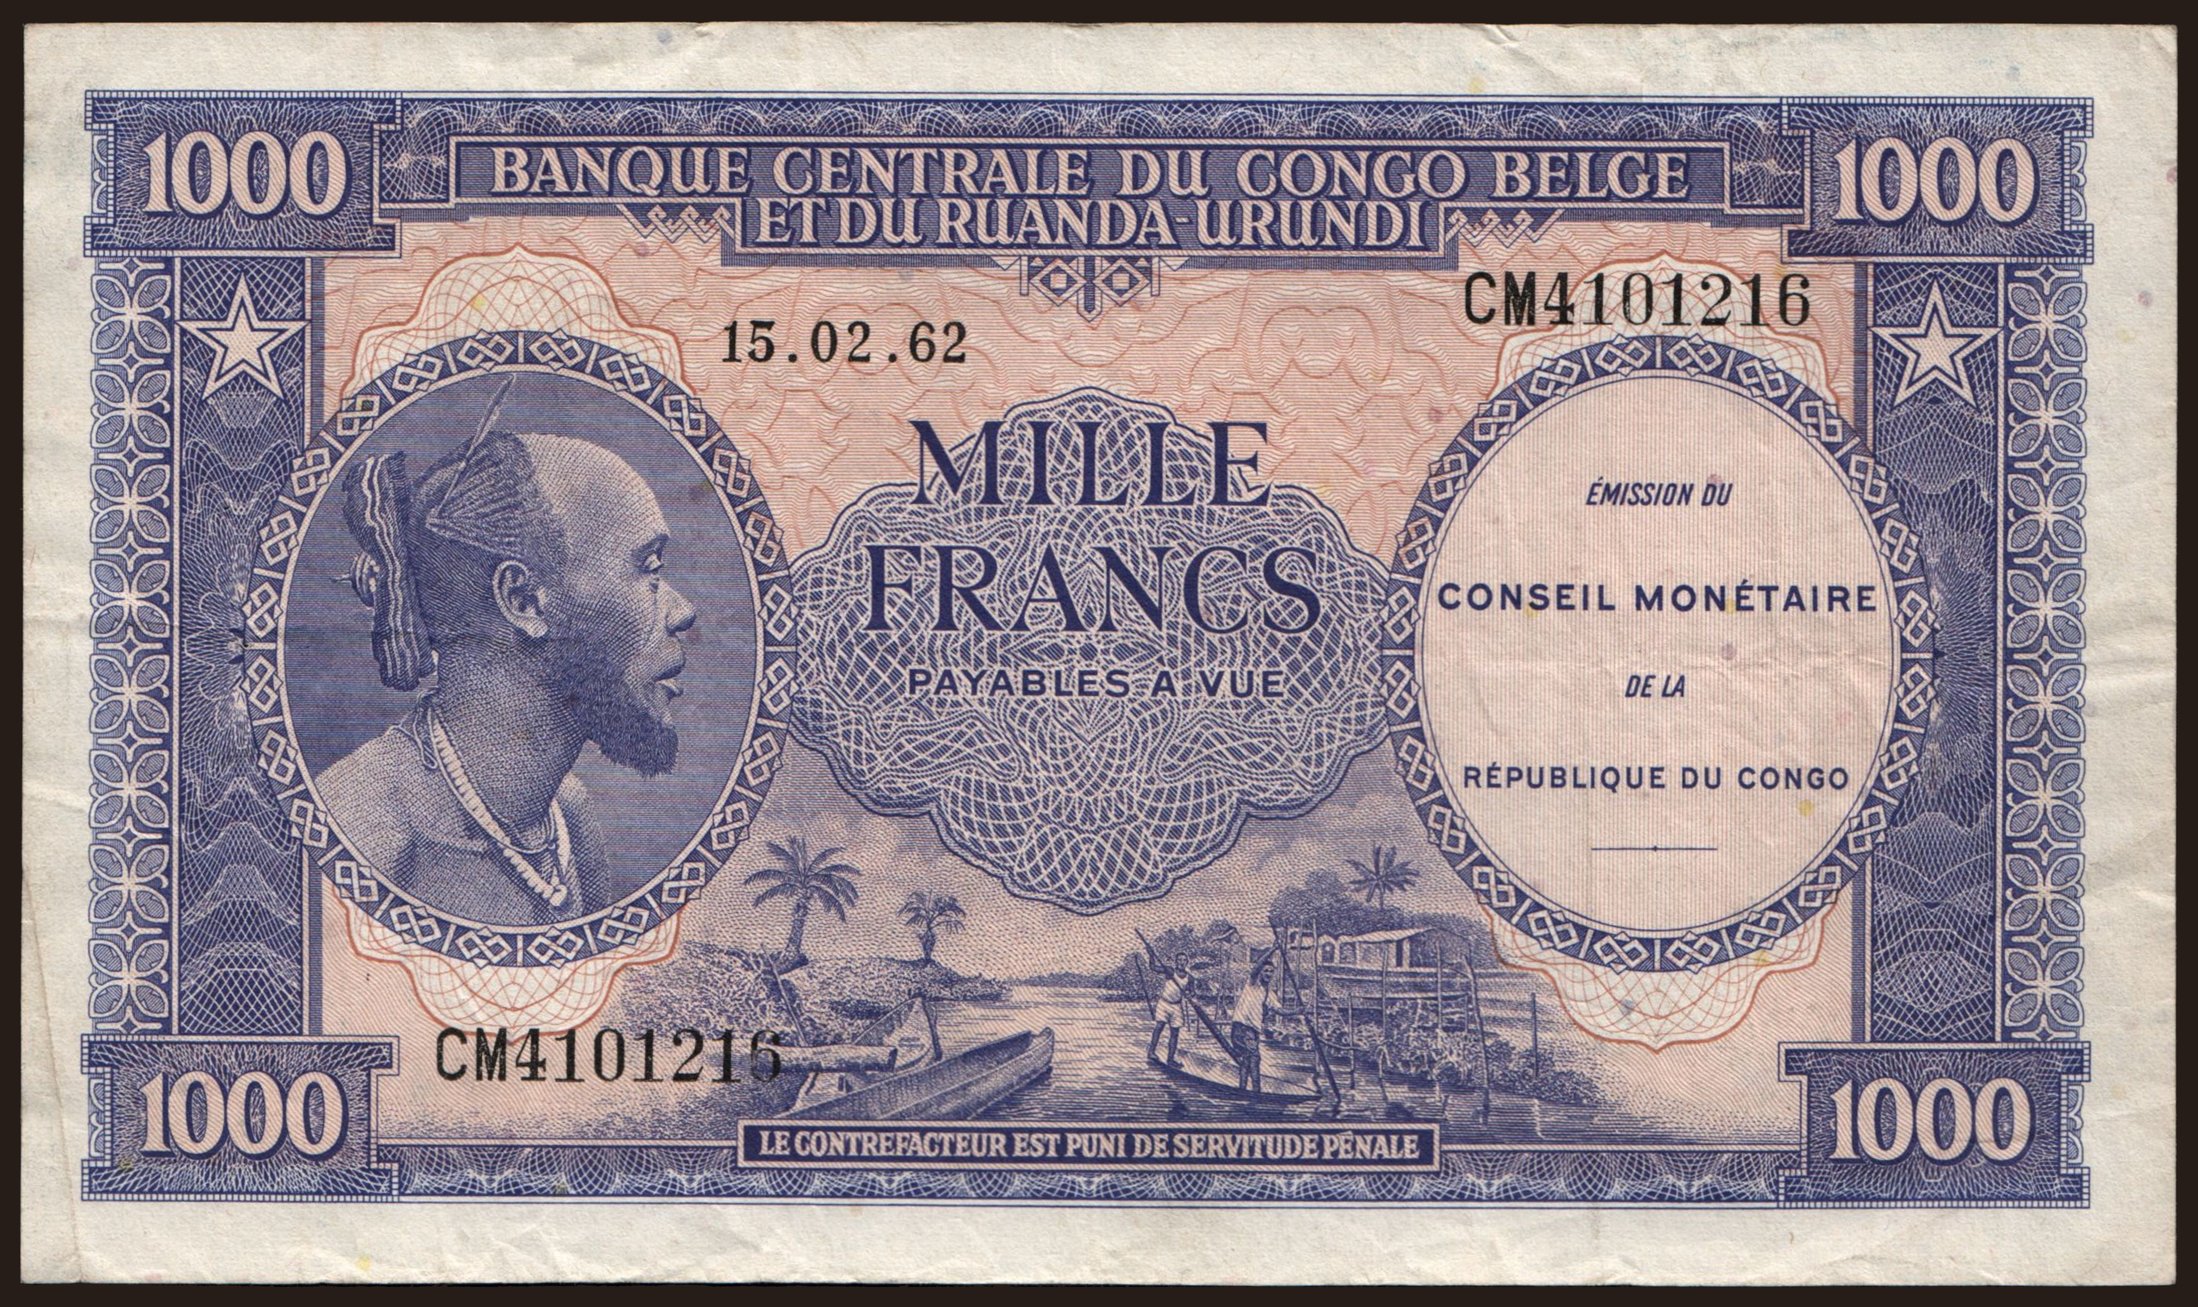 1000
1000
BANQUE CENTRALE DU CONGO BELGE
ET DU RUANDA-URUNDI
CM4101216
15.02.62
MILLE
FRANCS
PAYABLES A VUE
ÉMISSION DU
CONSEIL MONÉTAIRE
DE LA
RÉPUBLIQUE DU CONGO
CM4101216
1000
1000
LE CONTREFACTEUR EST PUNI DE SERVITUDE PÉNALE